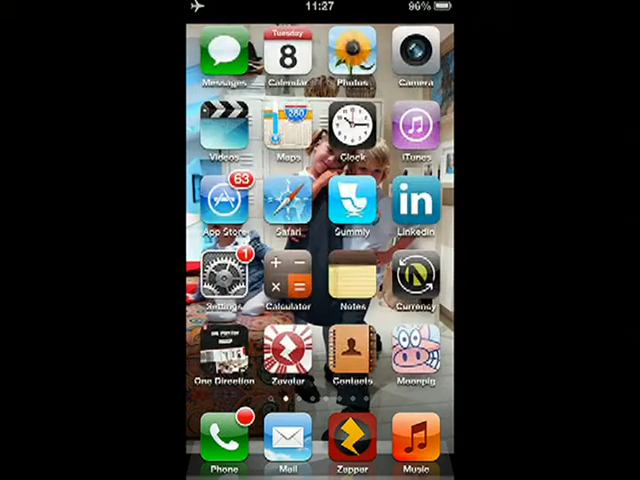 11:27 96%
Tuesday
8
Messages Calendar Photos Camera
280
Videos Maps Clock iTunes
63
in
App Store Safari Summly LinkedIn
1
Settings Calculator Notes Currency
One Direction Zavatar Contacts Moonpig
Phone Mail Zapper Music